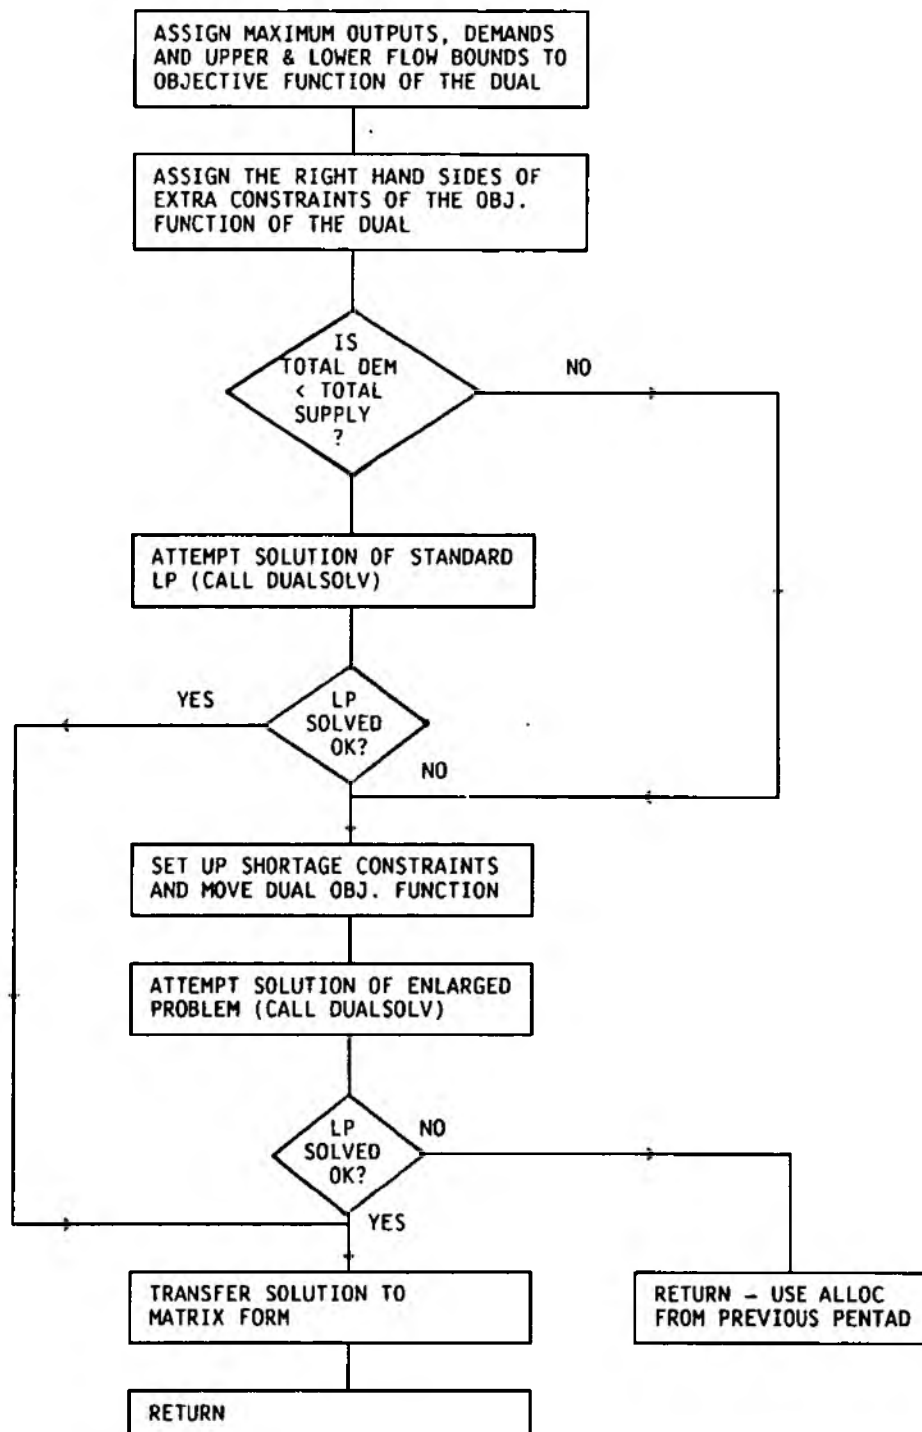 ASSIGN MAXIMUM OUTPUTS, DEMANDS
AND UPPER & LOWER FLOW BOUNDS TO
OBJECTIVE FUNCTION OF THE DUAL
ASSIGN THE RIGHT HAND SIDES OF
EXTRA CONSTRAINTS OF THE OBJ.
FUNCTION OF THE DUAL
IS
TOTAL DEM
< TOTAL
SUPPLY
?
NO
ATTEMPT SOLUTION OF STANDARD
LP (CALL DUALSOLV)
YES
LP
SOLVED
OK?
NO
SET UP SHORTAGE CONSTRAINTS
AND MOVE DUAL OBJ. FUNCTION
ATTEMPT SOLUTION OF ENLARGED
PROBLEM (CALL DUALSOLV)
LP
SOLVED
OK?
NO
YES
TRANSFER SOLUTION TO
MATRIX FORM
RETURN – USE ALLOC
FROM PREVIOUS PENTAD
RETURN